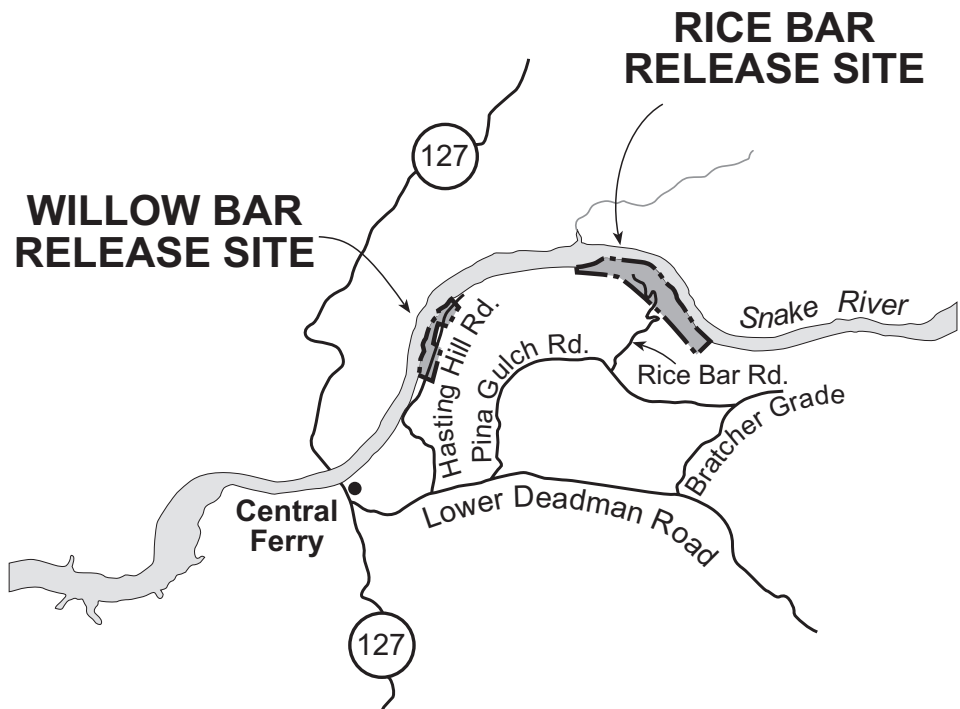 RICE BAR
RELEASE SITE
127
WILLOW BAR
RELEASE SITE
Snake River
Hasting Hill Rd.
Pina Gulch Rd.
Rice Bar Rd.
Bratcher Grade
Central
Ferry
Lower Deadman Road
127